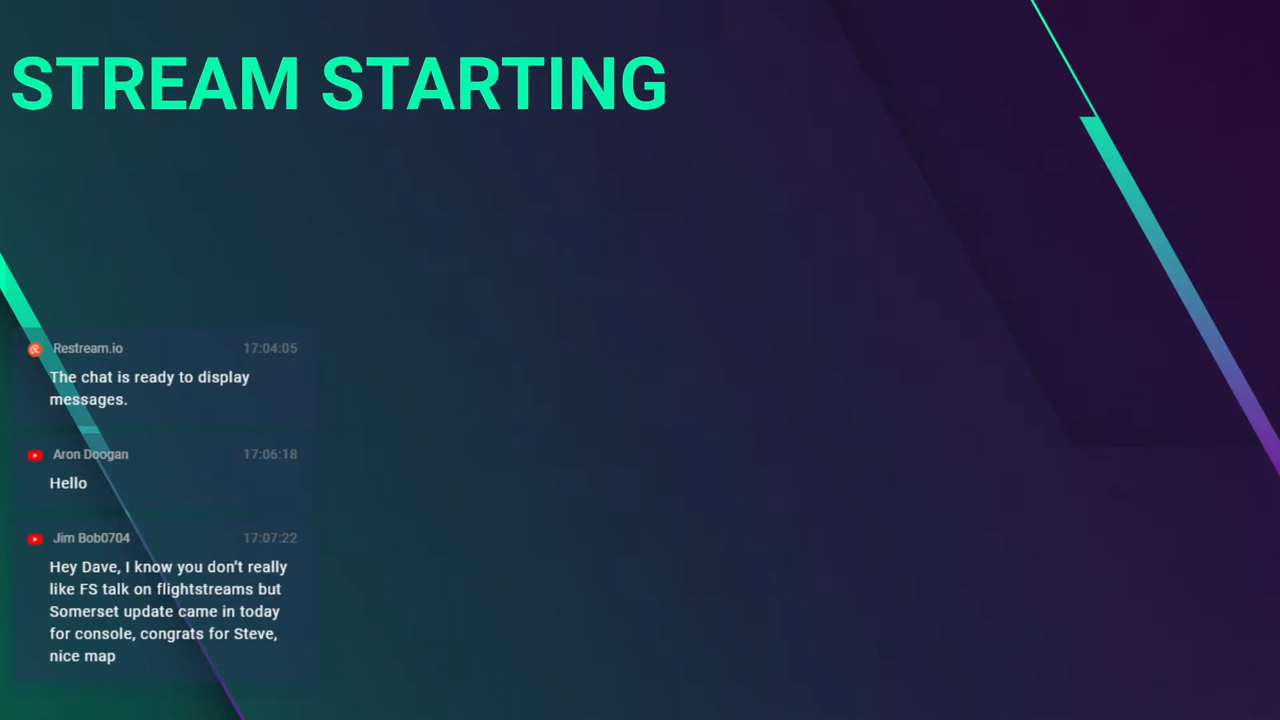 STREAM STARTING
Restream.io 17:04:05
The chat is ready to display
messages.
Aron Doogan 17:06:18
Hello
Jim Bob0704 17:07:22
Hey Dave, I know you don't really
like FS talk on flightstreams but
Somerset update came in today
for console, congrats for Steve,
nice map